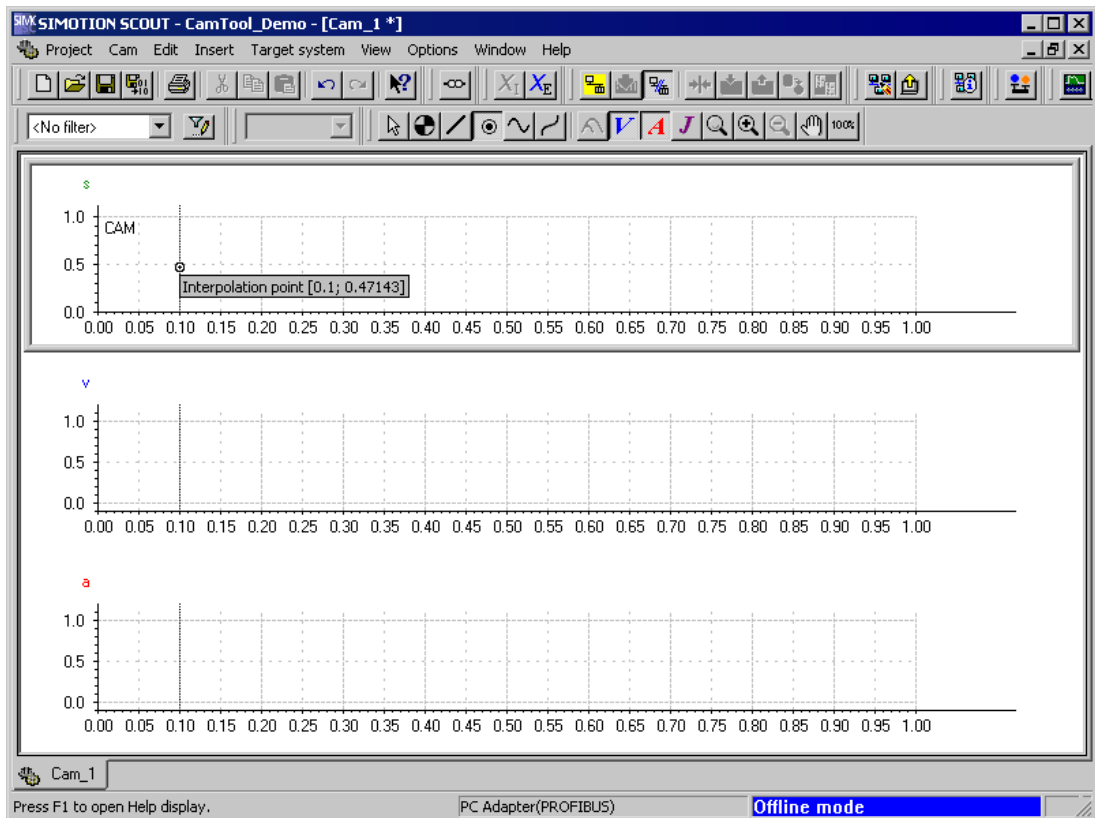 SIMOTION SCOUT - CamTool_Demo - [Cam_1 *]
Project Cam Edit Insert Target system View Options Window Help
X_I X_E
<No filter> V A J 100%
s
1.0
CAM
0.5
Interpolation point [0.1; 0.47143]
0.0
0.00 0.05 0.10 0.15 0.20 0.25 0.30 0.35 0.40 0.45 0.50 0.55 0.60 0.65 0.70 0.75 0.80 0.85 0.90 0.95 1.00
v
1.0
0.5
0.0
0.00 0.05 0.10 0.15 0.20 0.25 0.30 0.35 0.40 0.45 0.50 0.55 0.60 0.65 0.70 0.75 0.80 0.85 0.90 0.95 1.00
a
1.0
0.5
0.0
0.00 0.05 0.10 0.15 0.20 0.25 0.30 0.35 0.40 0.45 0.50 0.55 0.60 0.65 0.70 0.75 0.80 0.85 0.90 0.95 1.00
Cam_1
Press F1 to open Help display. PC Adapter(PROFIBUS) Offline mode